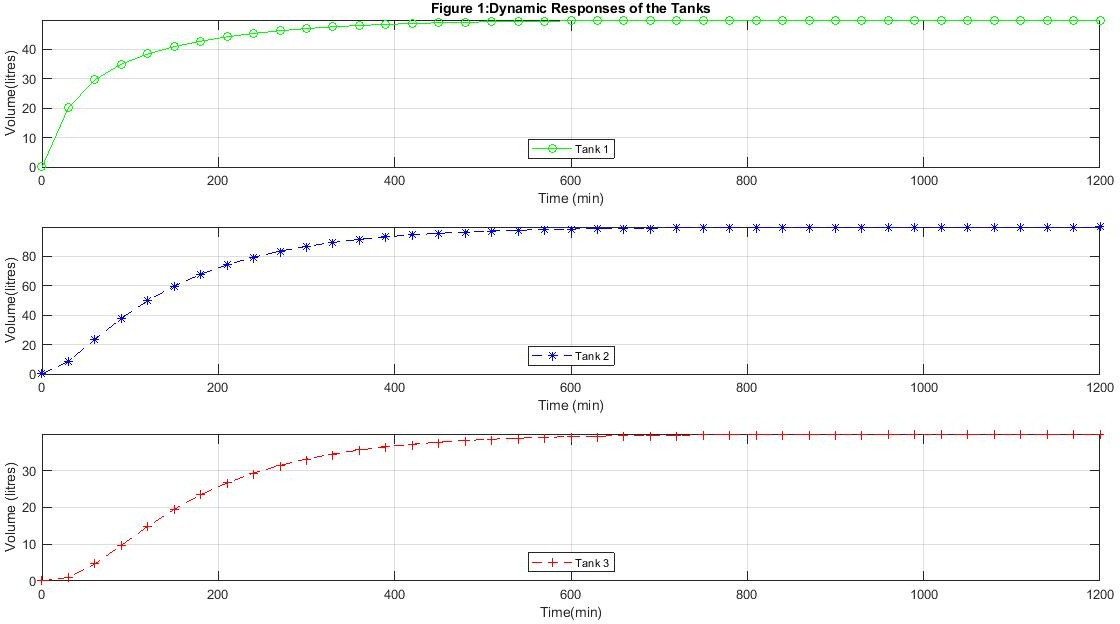 Figure 1:Dynamic Responses of the Tanks
Volume(litres)
40
30
20
10
0
Tank 1
0 200 400 600 800 1000 1200
Time (min)
Volume(litres)
80
60
40
20
0
Tank 2
0 200 400 600 800 1000 1200
Time (min)
Volume (litres)
30
20
10
0
Tank 3
0 200 400 600 800 1000 1200
Time(min)